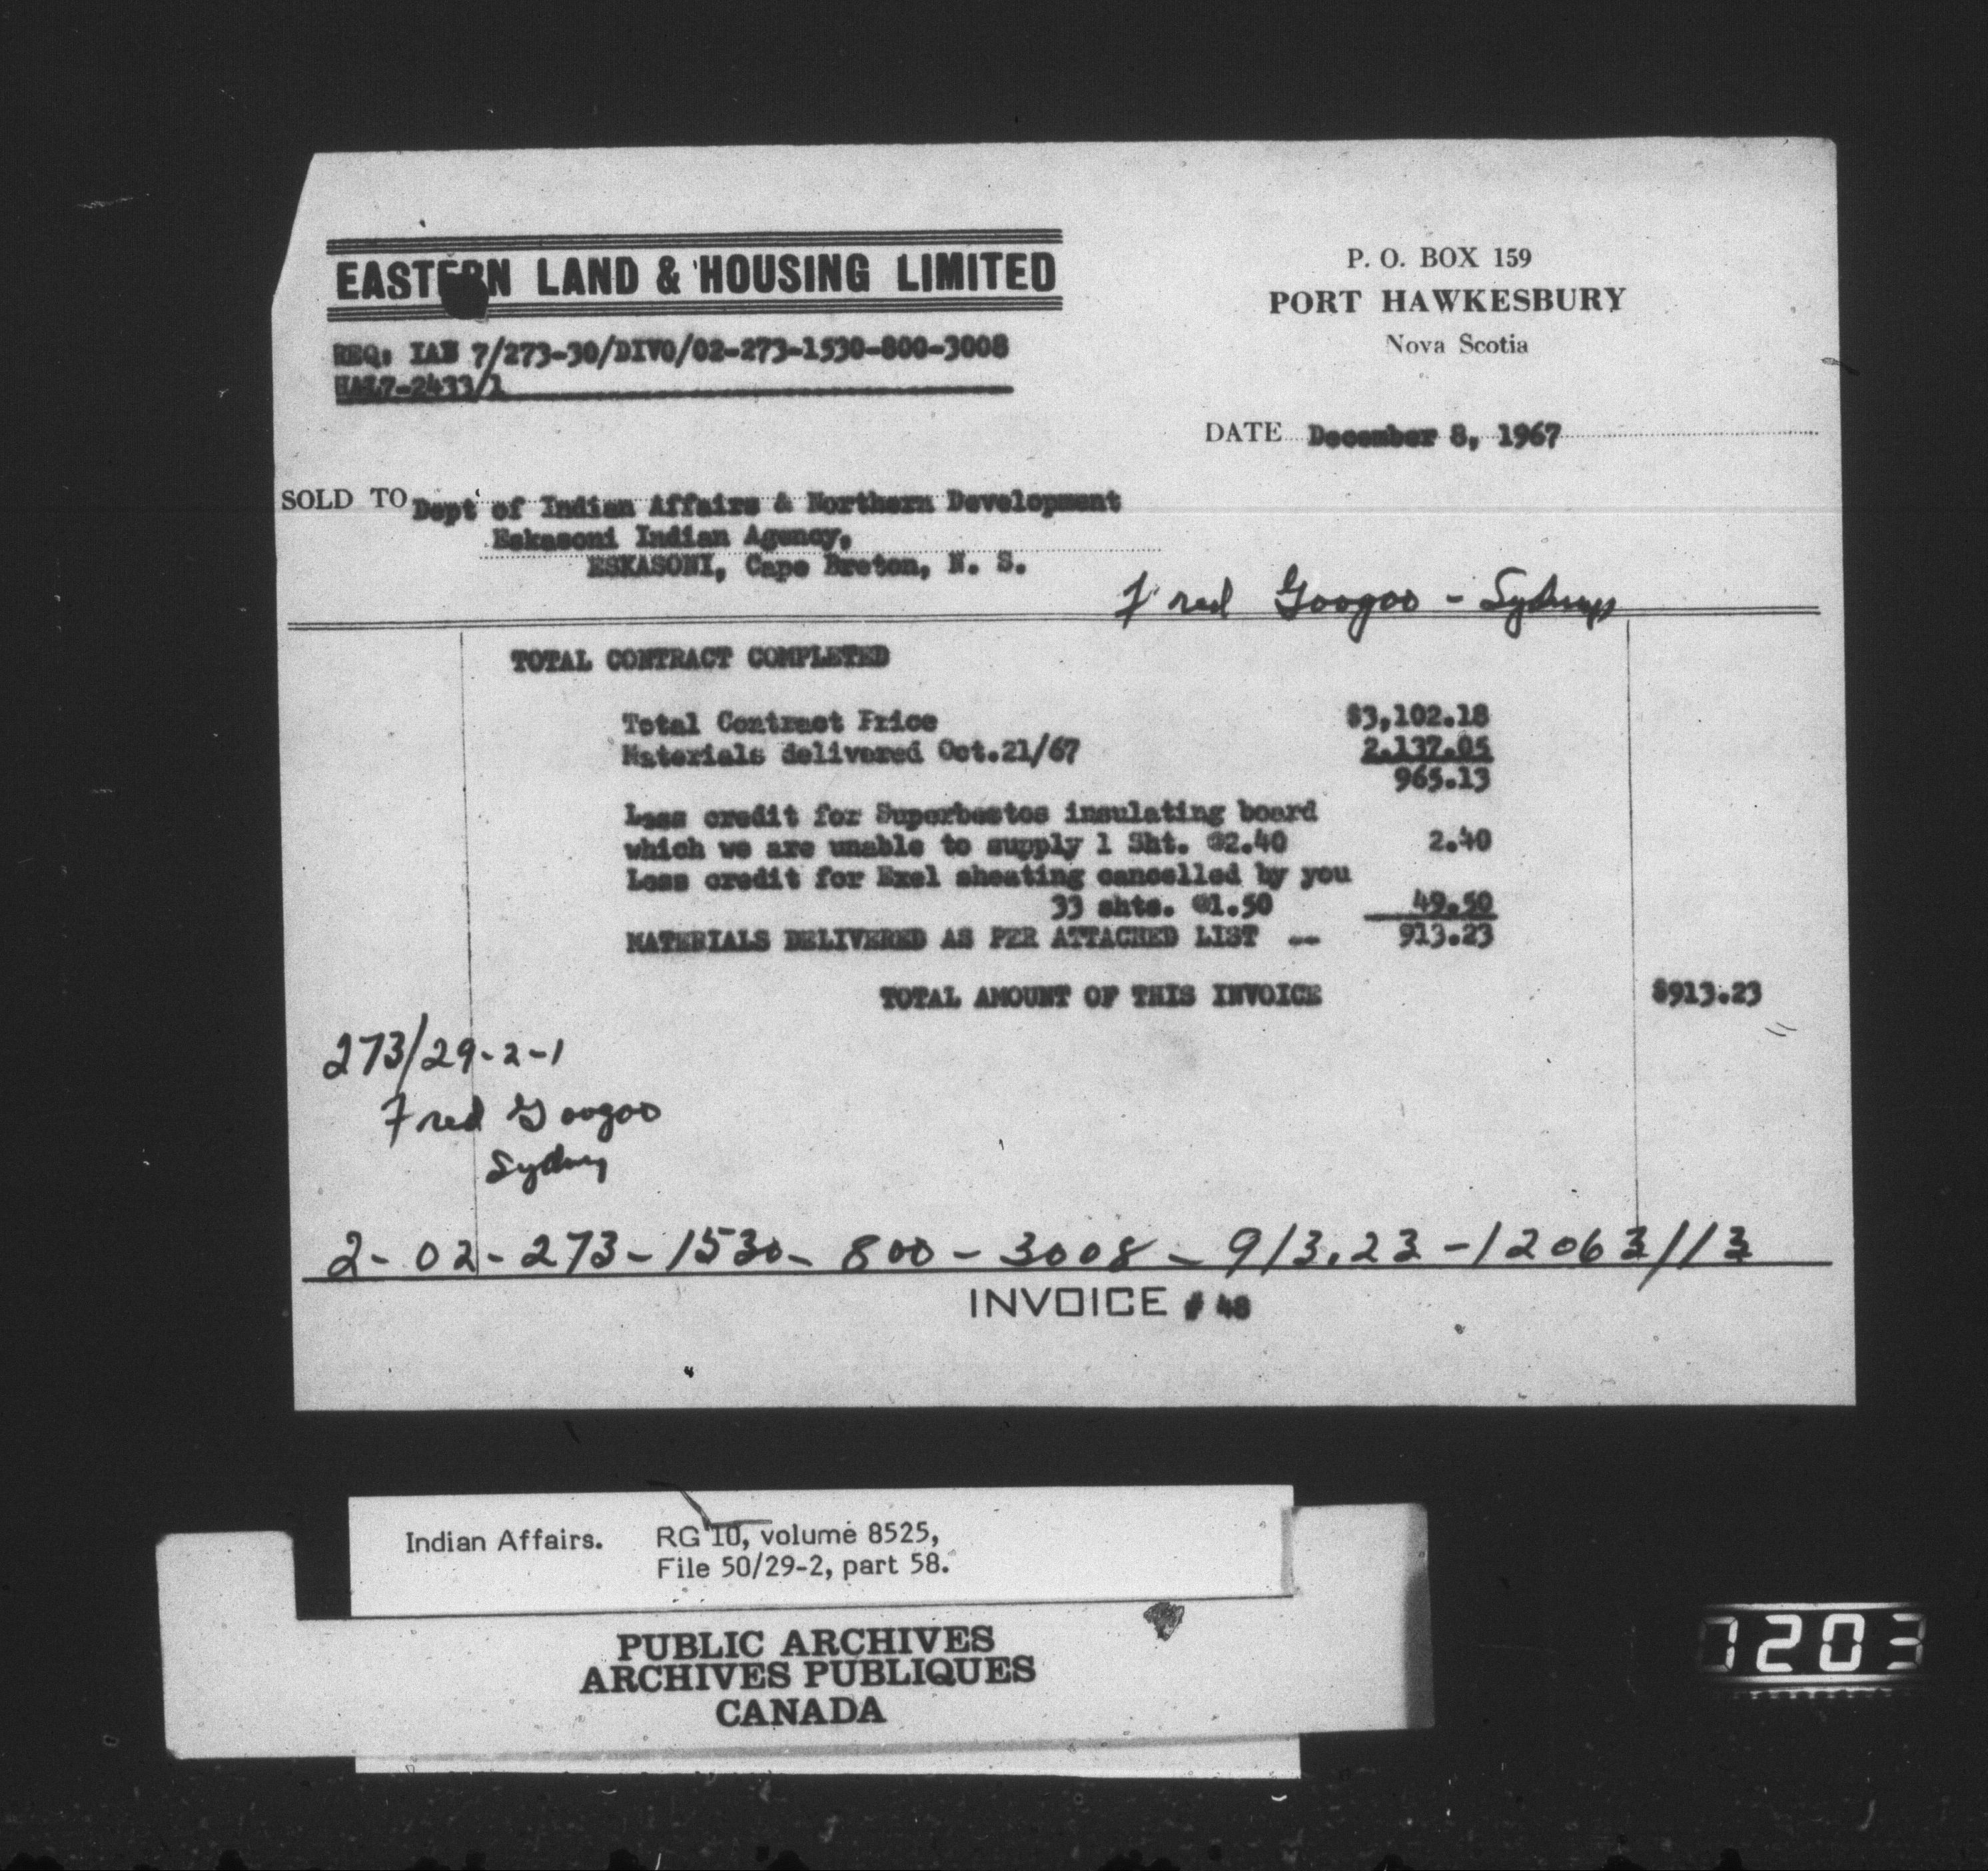 EASTERN LAND & HOUSING LIMITED
P. O. BOX 159
PORT HAWKESBURY
Nova Scotia
REQ: IAB 7/273-30/DIVO/02-273-1530-800-3008
HAL7-2433/1
DATE December 8, 1967
SOLD TO Dept of Indian Affairs & Northern Development
Eskasoni Indian Agency,
ESKASONI, Cape Breton, N. S.
Fred Googoo - Sydney
TOTAL CONTRACT COMPLETED
Total Contract Price $3,102.18
Materials delivered Oct.21/67 2.137.05
965.13
Less credit for Superbestos insulating board
which we are unable to supply 1 Sht. @2.40 2.40
Less credit for Exel sheating cancelled by you
33 shts. @1.50 49.50
MATERIALS DELIVERED AS PER ATTACHED LIST -- 913.23
TOTAL AMOUNT OF THIS INVOICE $913.23
273/29-2-1
Fred Googoo
Sydney
2-02-273-1530-800-3008-913.23-12063/13
INVOICE # 48
Indian Affairs. RG 10, volume 8525,
File 50/29-2, part 58.
PUBLIC ARCHIVES
ARCHIVES PUBLIQUES
CANADA
1203